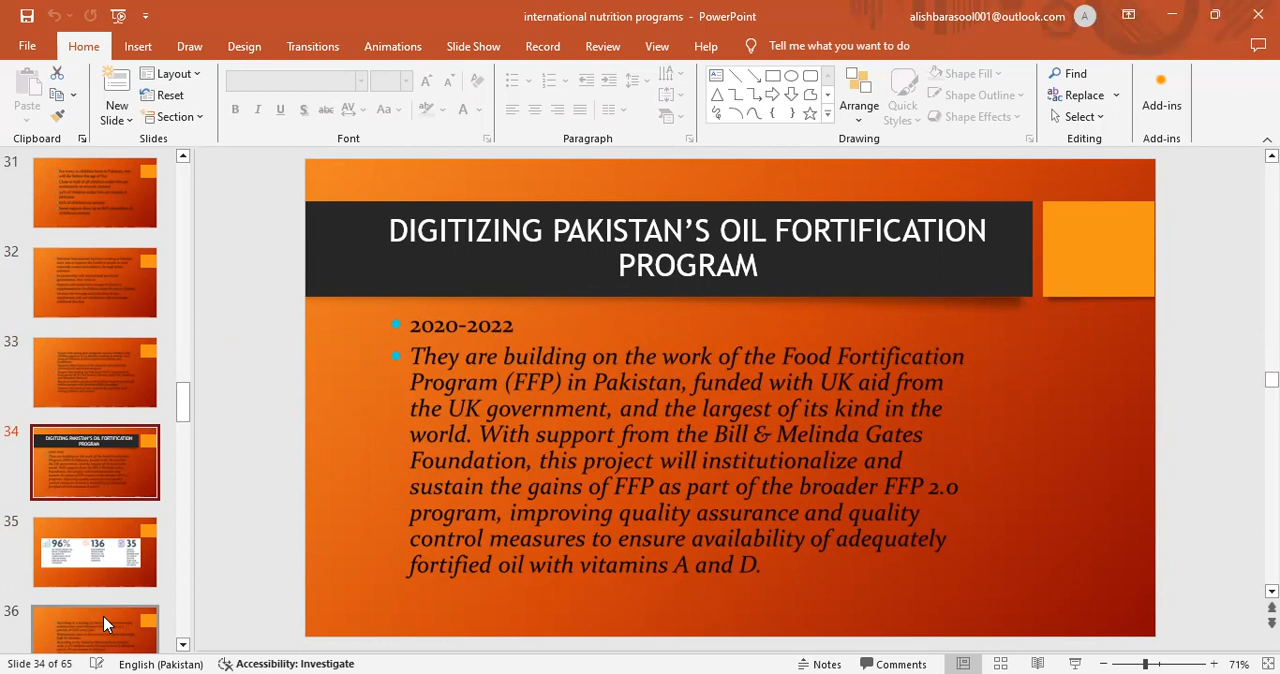 international nutrition programs - PowerPoint
alishbarasool001@outlook.com
A
File
Home
Insert
Draw
Design
Transitions
Animations
Slide Show
Record
Review
View
Help
Tell me what you want to do
Paste
New
Slide
Layout
Reset
Section
Shape Fill
Shape Outline
Shape Effects
Arrange
Quick
Styles
Find
Replace
Select
Add-ins
Clipboard
Slides
Font
Paragraph
Drawing
Editing
Add-ins
31
32
33
34
DIGITIZING PAKISTAN'S OIL FORTIFICATION
PROGRAM
35
96%
136
35
36
DIGITIZING PAKISTAN’S OIL FORTIFICATION
PROGRAM
2020-2022
They are building on the work of the Food Fortification
Program (FFP) in Pakistan, funded with UK aid from
the UK government, and the largest of its kind in the
world. With support from the Bill & Melinda Gates
Foundation, this project will institutionalize and
sustain the gains of FFP as part of the broader FFP 2.0
program, improving quality assurance and quality
control measures to ensure availability of adequately
fortified oil with vitamins A and D.
Slide 34 of 65
English (Pakistan)
Accessibility: Investigate
Notes
Comments
71%